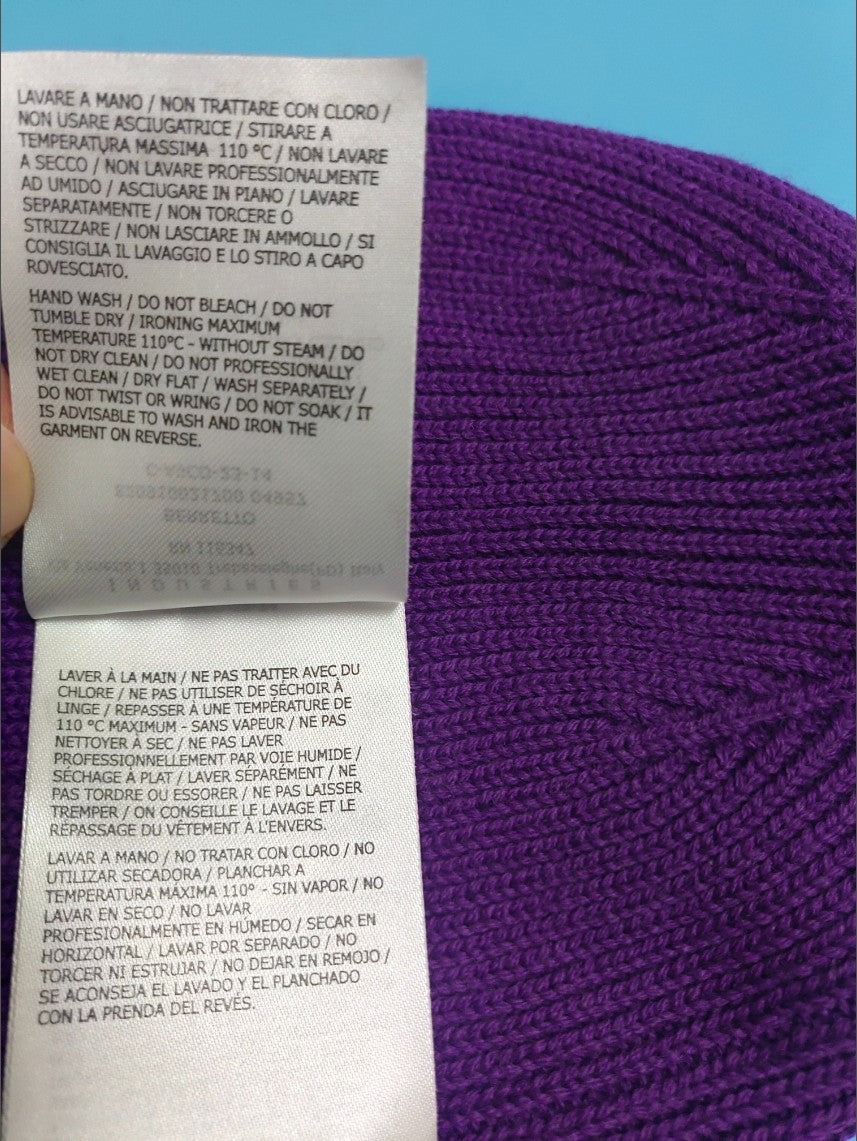 LAVARE A MANO / NON TRATTARE CON CLORO /
NON USARE ASCIUGATRICE / STIRARE A
TEMPERATURA MASSIMA 110 °C / NON LAVARE
A SECCO / NON LAVARE PROFESSIONALMENTE
AD UMIDO / ASCIUGARE IN PIANO / LAVARE
SEPARATAMENTE / NON TORCERE O
STRIZZARE / NON LASCIARE IN AMMOLLO / SI
CONSIGLIA IL LAVAGGIO E LO STIRO A CAPO
ROVESCIATO.
HAND WASH / DO NOT BLEACH / DO NOT
TUMBLE DRY / IRONING MAXIMUM
TEMPERATURE 110°C - WITHOUT STEAM / DO
NOT DRY CLEAN / DO NOT PROFESSIONALLY
WET CLEAN / DRY FLAT / WASH SEPARATELY /
DO NOT TWIST OR WRING / DO NOT SOAK / IT
IS ADVISABLE TO WASH AND IRON THE
GARMENT ON REVERSE.
BERRETTO
RN 116347
INDUSTRIES
LAVER À LA MAIN / NE PAS TRAITER AVEC DU
CHLORE / NE PAS UTILISER DE SÉCHOIR À
LINGE / REPASSER À UNE TEMPÉRATURE DE
110 °C MAXIMUM - SANS VAPEUR / NE PAS
NETTOYER À SEC / NE PAS LAVER
PROFESSIONNELLEMENT PAR VOIE HUMIDE /
SÉCHAGE À PLAT / LAVER SÉPARÉMENT / NE
PAS TORDRE OU ESSORER / NE PAS LAISSER
TREMPER / ON CONSEILLE LE LAVAGE ET LE
RÉPASSAGE DU VÊTEMENT À L'ENVERS.
LAVAR A MANO / NO TRATAR CON CLORO / NO
UTILIZAR SECADORA / PLANCHAR A
TEMPERATURA MÁXIMA 110° - SIN VAPOR / NO
LAVAR EN SECO / NO LAVAR
PROFESIONALMENTE EN HÚMEDO / SECAR EN
HORIZONTAL / LAVAR POR SEPARADO / NO
TORCER NI ESTRUJAR / NO DEJAR EN REMOJO /
SE ACONSEJA EL LAVADO Y EL PLANCHADO
CON LA PRENDA DEL REVÉS.